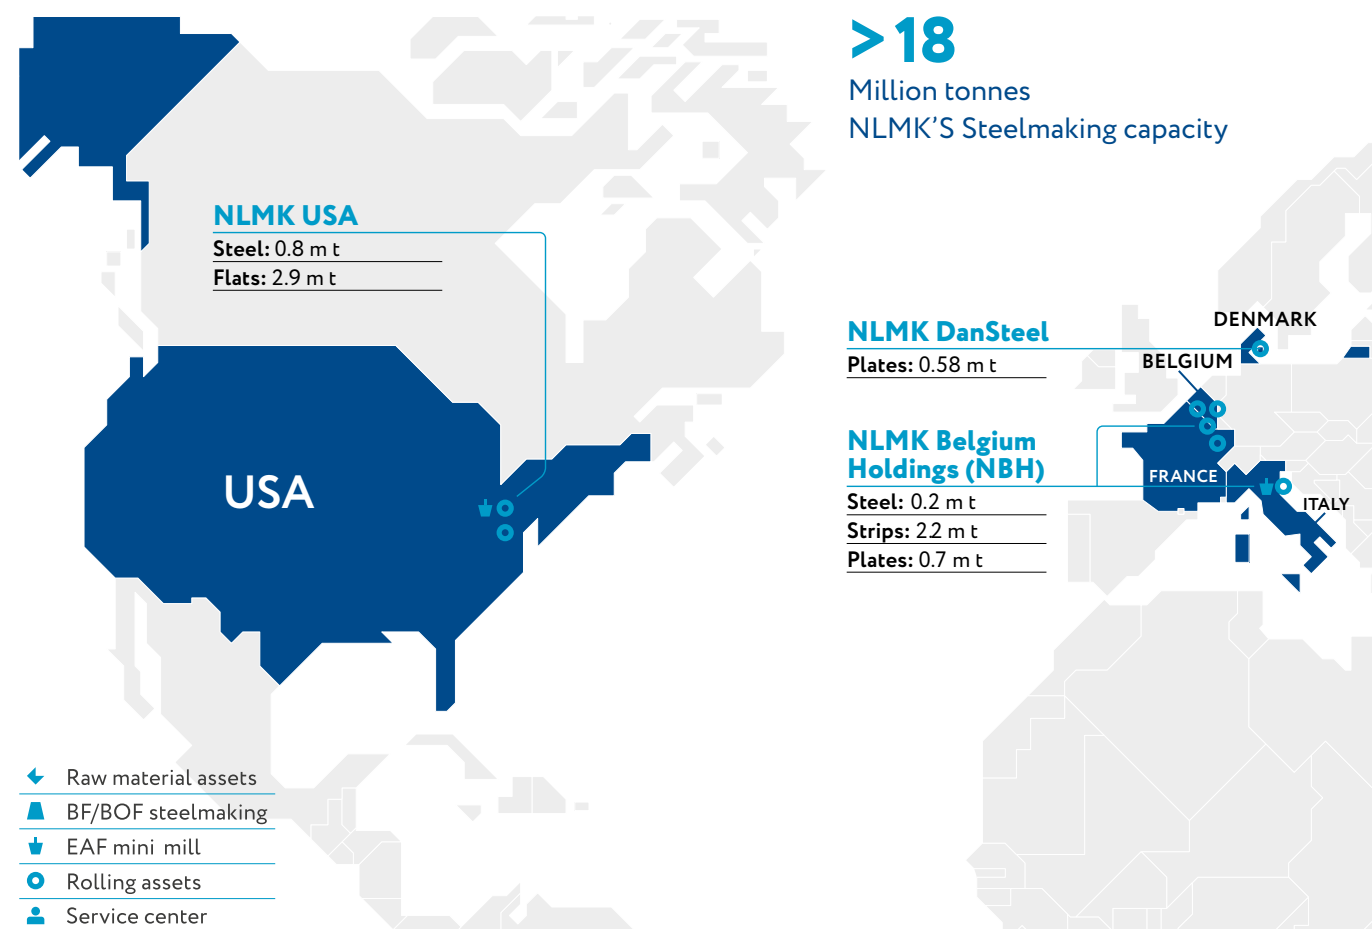 >18
Million tonnes
NLMK'S Steelmaking capacity
NLMK USA
Steel: 0.8 m t
Flats: 2.9 m t
USA
NLMK DanSteel
Plates: 0.58 m t
NLMK Belgium
Holdings (NBH)
Steel: 0.2 m t
Strips: 22 m t
Plates: 0.7 m t
DENMARK
BELGIUM
FRANCE
ITALY
Raw material assets
BF/BOF steelmaking
EAF mini mill
Rolling assets
Service center